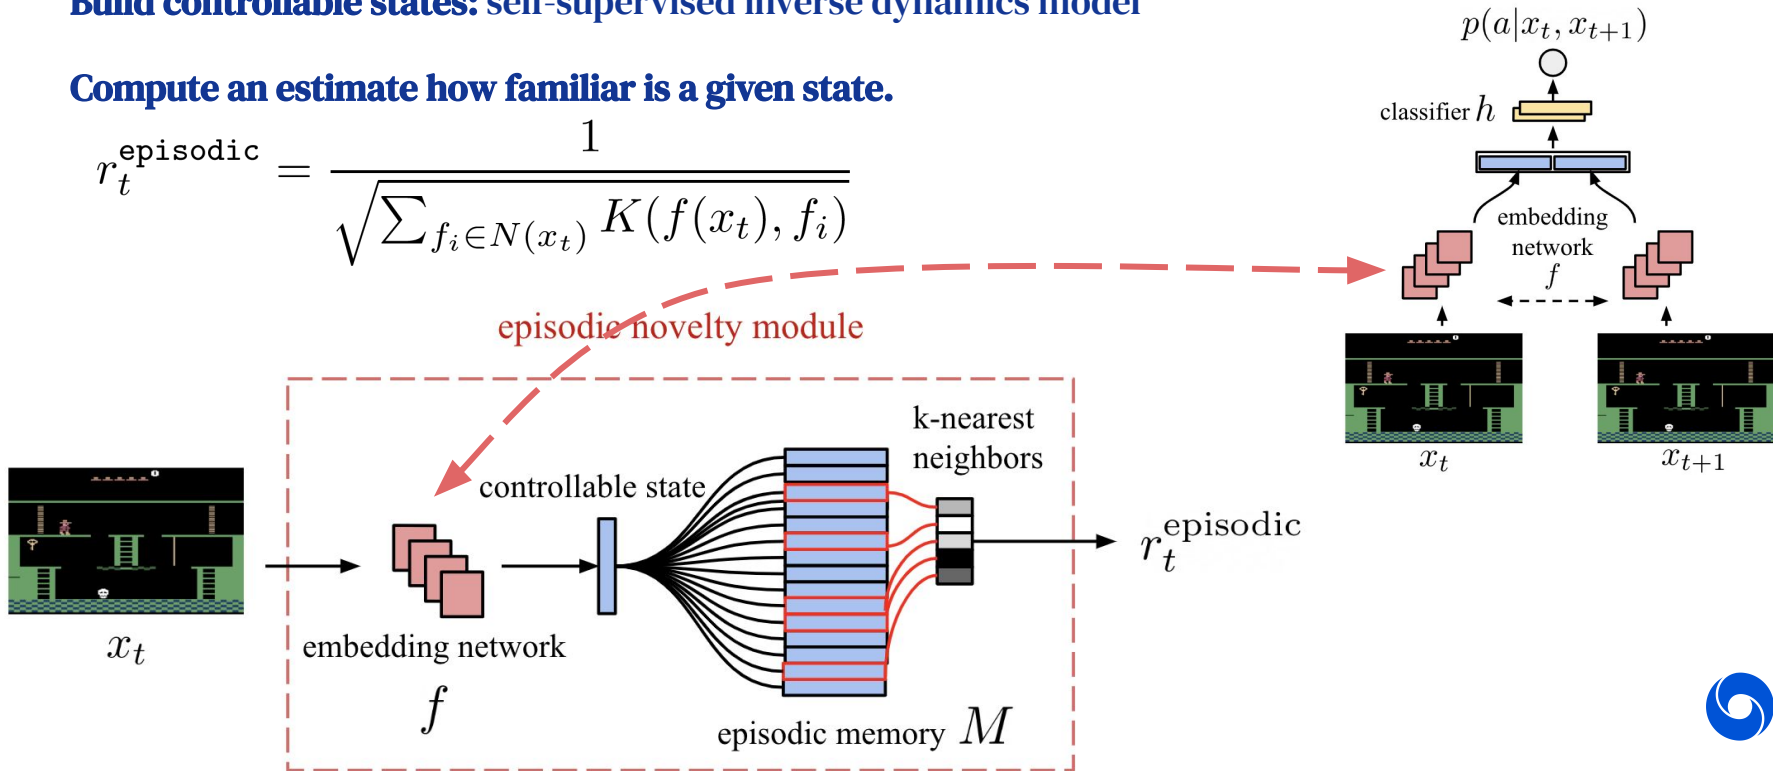 Build controllable states: self-supervised inverse dynamics model
Compute an estimate how familiar is a given state.
r_t^episodic = 1 / √(∑_{f_i∈N(x_t)} K(f(x_t), f_i))
p(a|x_t, x_{t+1})
classifier h
embedding
network
f
x_t
x_{t+1}
episodic novelty module
k-nearest
neighbors
controllable state
r_t^episodic
x_t
embedding network
f
episodic memory M